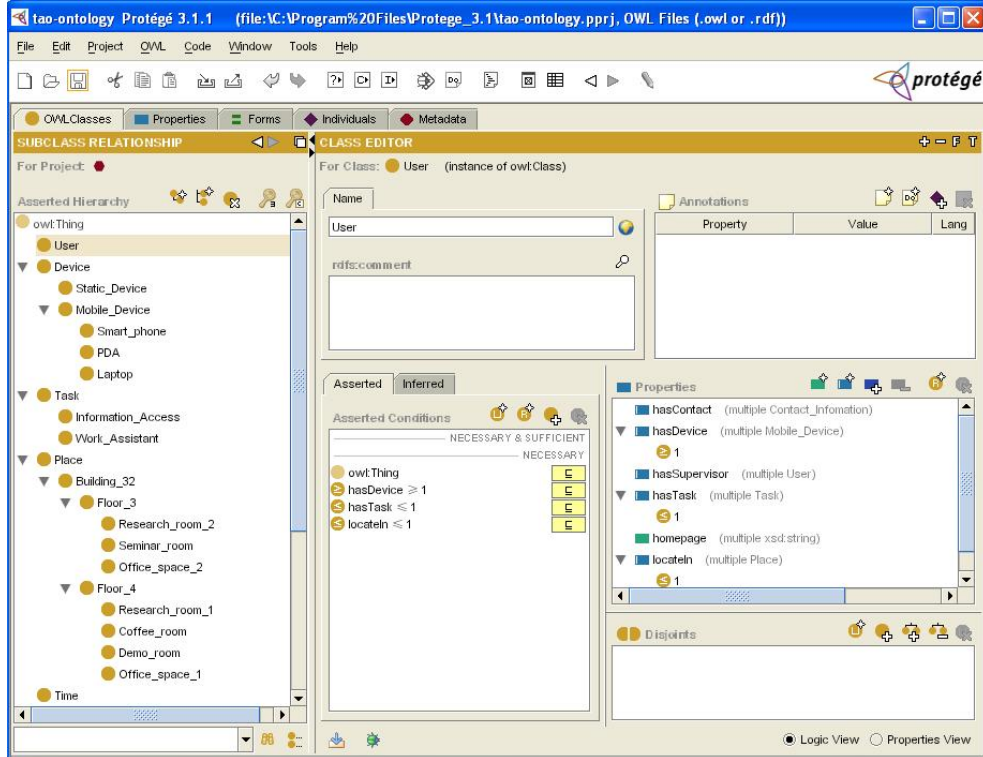 tao-ontology Protégé 3.1.1 (file:\C:\Program%20Files\Protege_3.1\tao-ontology.pprj, OWL Files (.owl or .rdf))
File Edit Project OWL Code Window Tools Help
protégé
OWLClasses Properties Forms Individuals Metadata
SUBCLASS RELATIONSHIP
For Project:
Asserted Hierarchy
owl:Thing
User
Device
Static_Device
Mobile_Device
Smart_phone
PDA
Laptop
Task
Information_Access
Work_Assistant
Place
Building_32
Floor_3
Research_room_2
Seminar_room
Office_space_2
Floor_4
Research_room_1
Coffee_room
Demo_room
Office_space_1
Time
CLASS EDITOR
For Class: User (instance of owl:Class)
Name
User
rdfs:comment
Annotations
Property Value Lang
Asserted Inferred
Asserted Conditions
NECESSARY & SUFFICIENT
NECESSARY
owl:Thing
hasDevice ≥ 1
hasTask ≤ 1
locateIn ≤ 1
Properties
hasContact (multiple Contact_Infomation)
hasDevice (multiple Mobile_Device)
≥ 1
hasSupervisor (multiple User)
hasTask (multiple Task)
≤ 1
homepage (multiple xsd:string)
locateIn (multiple Place)
≤ 1
Disjoints
Logic View Properties View